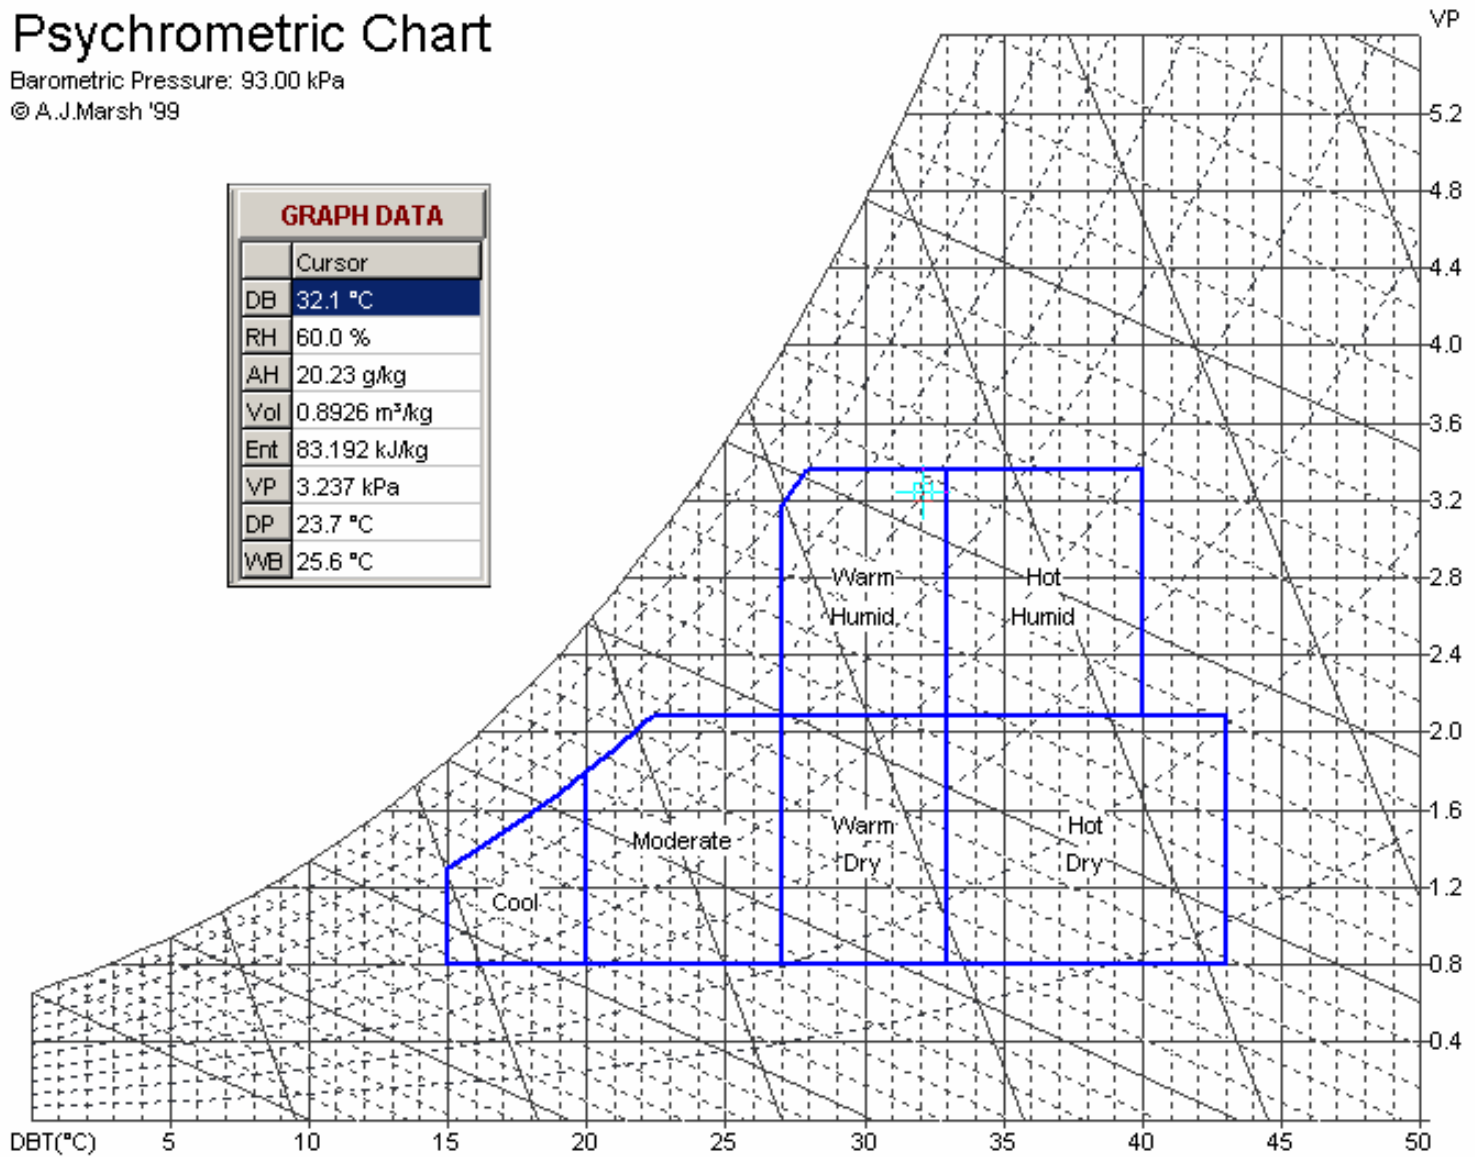 Psychrometric Chart
Barometric Pressure: 93.00 kPa
© A.J.Marsh '99
VP
GRAPH DATA
Cursor
DB 32.1 °C
RH 60.0 %
AH 20.23 g/kg
Vol 0.8926 m³/kg
Ent 83.192 kJ/kg
VP 3.237 kPa
DP 23.7 °C
WB 25.6 °C
5.2
4.8
4.4
4.0
3.6
3.2
2.8
2.4
2.0
1.6
1.2
0.8
0.4
Warm
Humid
Hot
Humid
Moderate
Warm
Dry
Hot
Dry
Cool
DBT(°C) 5 10 15 20 25 30 35 40 45 50